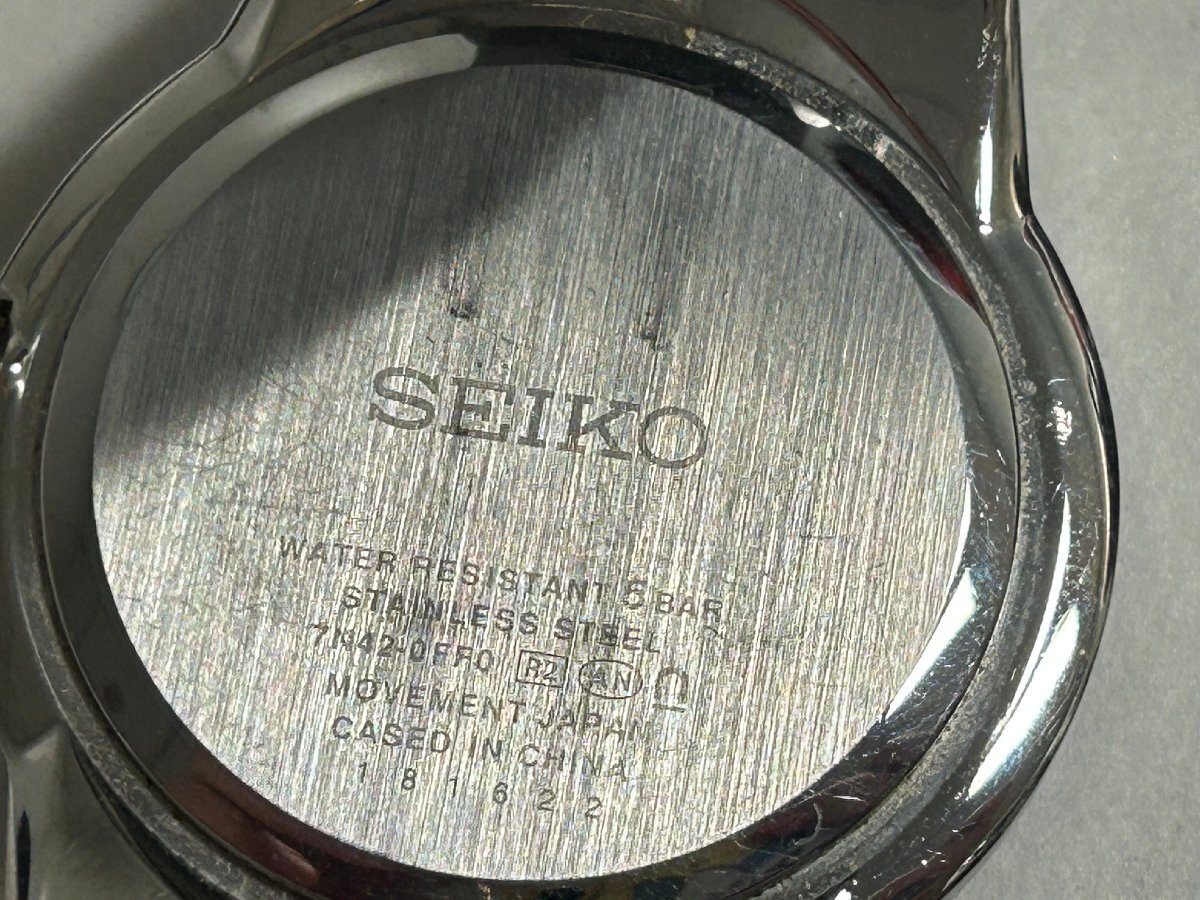 SEIKO
WATER RESISTANT 5 BAR
STAINLESS STEEL
7N42-0FF0 R2 AN
MOVEMENT JAPAN
CASED IN CHINA
181622